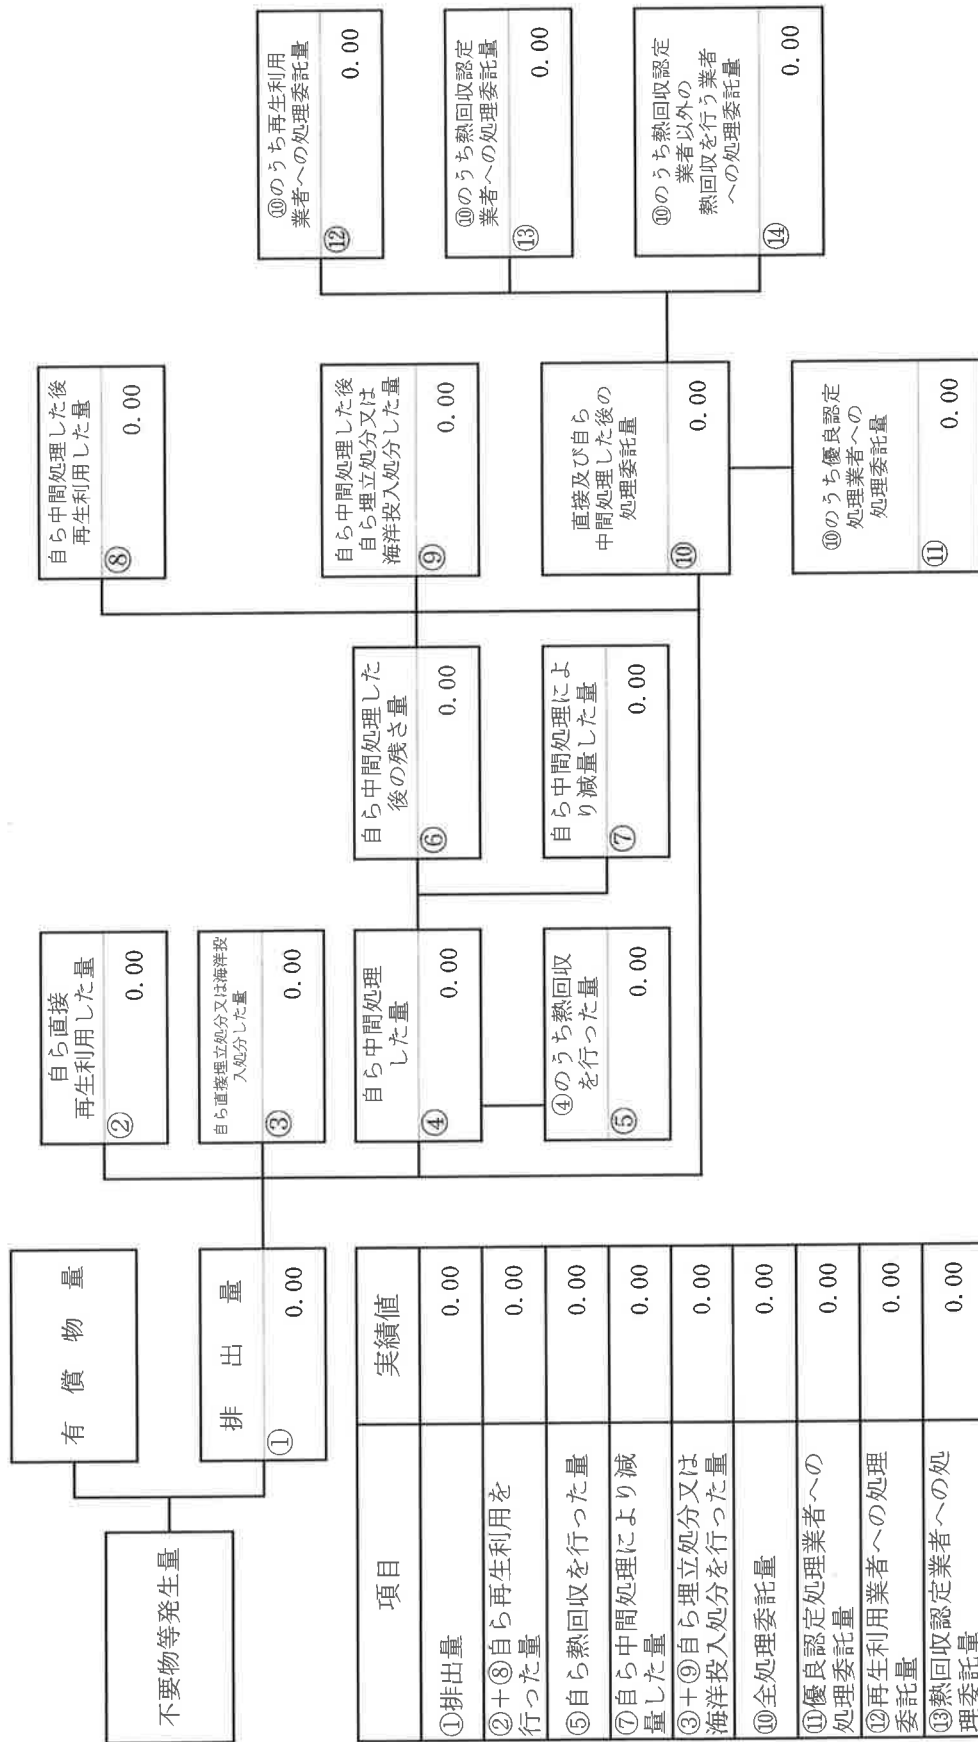 不要物等発生量
有償物量
排出量
①
0.00
自ら直接
再生利用した量
②
0.00
自ら直接埋立処分又は海洋投
入処分した量
③
0.00
自ら中間処理
した量
④
0.00
④のうち熱回収
を行った量
⑤
0.00
自ら中間処理した
後の残さ量
⑥
0.00
自ら中間処理によ
り減量した量
⑦
0.00
自ら中間処理した後
再生利用した量
⑧
0.00
自ら中間処理した後
自ら埋立処分又は
海洋投入処分した量
⑨
0.00
直接及び自ら
中間処理した後の
処理委託量
⑩
0.00
⑩のうち優良認定
処理業者への
処理委託量
⑪
0.00
⑩のうち再生利用
業者への処理委託量
⑫
0.00
⑩のうち熱回収認定
業者への処理委託量
⑬
0.00
⑩のうち熱回収認定
業者以外の
熱回収を行う業者
への処理委託量
⑭
0.00
項目 実績値
①排出量 0.00
②+⑧自ら再生利用を
行った量 0.00
⑤自ら熱回収を行った量 0.00
⑦自ら中間処理により減
量した量 0.00
③+⑨自ら埋立処分又は
海洋投入処分を行った量 0.00
⑩全処理委託量 0.00
⑪優良認定処理業者への
処理委託量 0.00
⑫再生利用業者への処理
委託量 0.00
⑬熱回収認定業者への処
理委託量 0.00